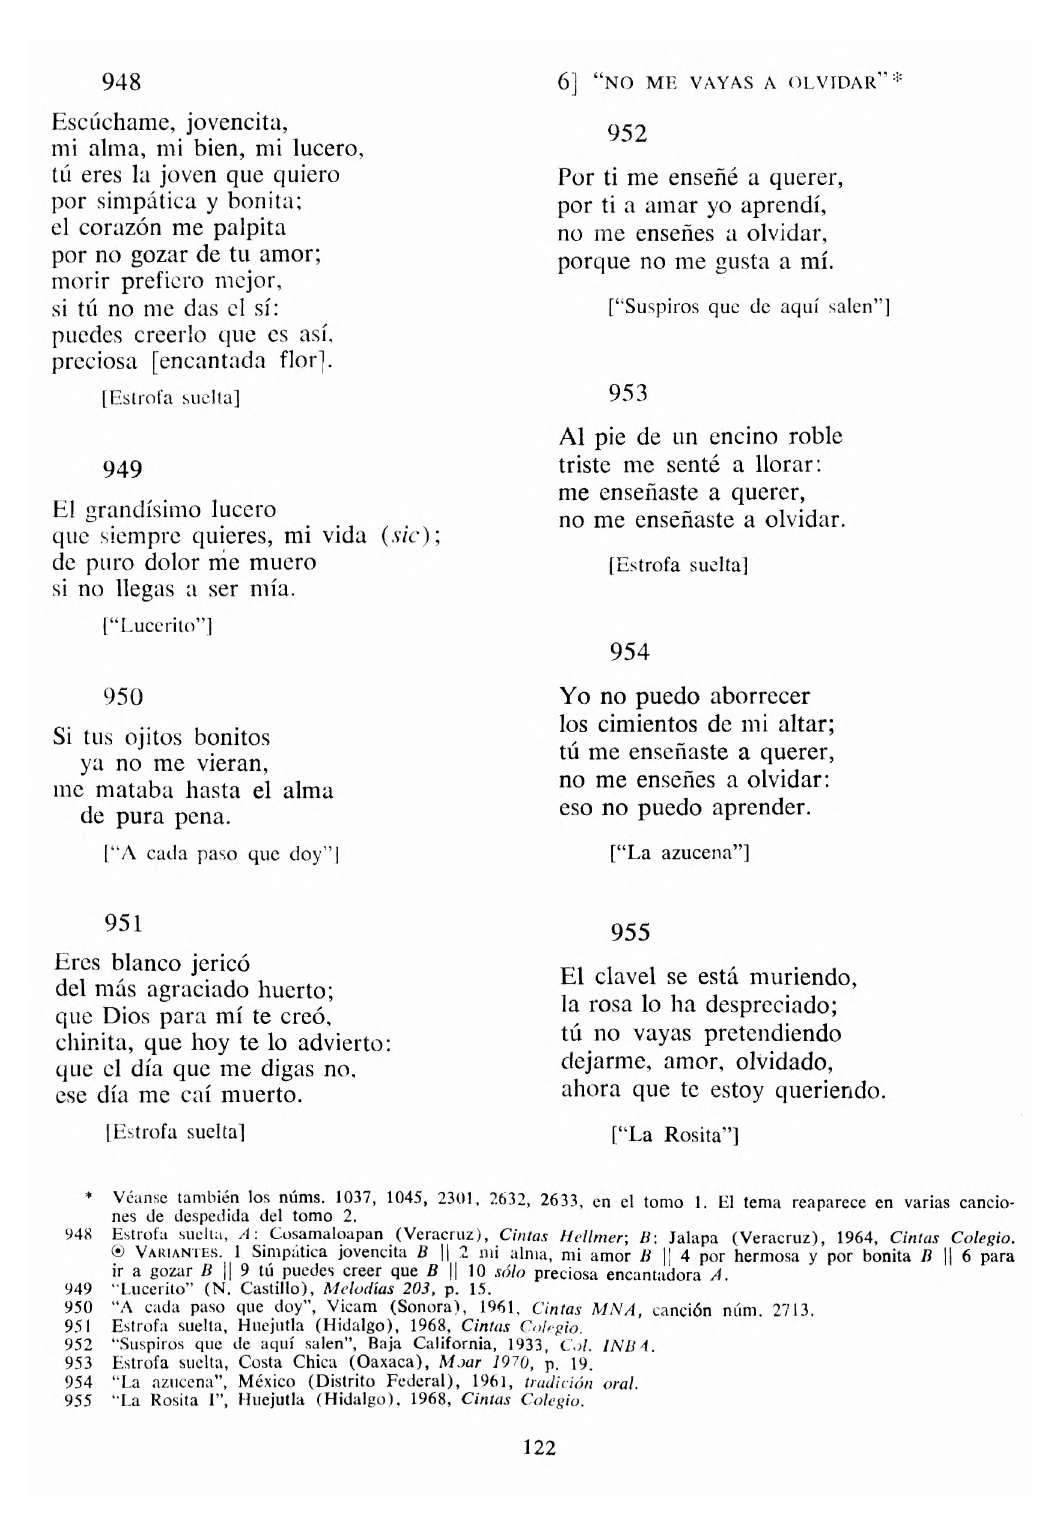 948
Escúchame, jovencita,
mi alma, mi bien, mi lucero,
tú eres la joven que quiero
por simpática y bonita;
el corazón me palpita
por no gozar de tu amor;
morir prefiero mejor,
si tú no me das el sí:
puedes creerlo que es así,
preciosa [encantada flor].
[Estrofa suelta]
949
El grandísimo lucero
que siempre quieres, mi vida (sic);
de puro dolor me muero
si no llegas a ser mía.
[“Lucerito”]
950
Si tus ojitos bonitos
ya no me vieran,
me mataba hasta el alma
de pura pena.
[“A cada paso que doy”]
951
Eres blanco jericó
del más agraciado huerto;
que Dios para mí te creó,
chinita, que hoy te lo advierto:
que el día que me digas no,
ese día me caí muerto.
[Estrofa suelta]
6] “NO ME VAYAS A OLVIDAR”*
952
Por ti me enseñé a querer,
por ti a amar yo aprendí,
no me enseñes a olvidar,
porque no me gusta a mí.
[“Suspiros que de aquí salen”]
953
Al pie de un encino roble
triste me senté a llorar:
me enseñaste a querer,
no me enseñaste a olvidar.
[Estrofa suelta]
954
Yo no puedo aborrecer
los cimientos de mi altar;
tú me enseñaste a querer,
no me enseñes a olvidar:
eso no puedo aprender.
[“La azucena”]
955
El clavel se está muriendo,
la rosa lo ha despreciado;
tú no vayas pretendiendo
dejarme, amor, olvidado,
ahora que te estoy queriendo.
[“La Rosita”]
* Véanse también los núms. 1037, 1045, 2301, 2632, 2633, en el tomo 1. El tema reaparece en varias cancio-
nes de despedida del tomo 2.
948 Estrofa suelta, A: Cosamaloapan (Veracruz), Cintas Hellmer; B: Jalapa (Veracruz), 1964, Cintas Colegio.
® VARIANTES. 1 Simpática jovencita B || 2 mi alma, mi amor B || 4 por hermosa y por bonita B || 6 para
ir a gozar B || 9 tú puedes creer que B || 10 sólo preciosa encantadora A.
949 “Lucerito” (N. Castillo), Melodías 203, p. 15.
950 “A cada paso que doy”, Vicam (Sonora), 1961, Cintas MNA, canción núm. 2713.
951 Estrofa suelta, Huejutla (Hidalgo), 1968, Cintas Colegio.
952 “Suspiros que de aquí salen”, Baja California, 1933, Col. INBA.
953 Estrofa suelta, Costa Chica (Oaxaca), Moar 1970, p. 19.
954 “La azucena”, México (Distrito Federal), 1961, tradición oral.
955 “La Rosita I”, Huejutla (Hidalgo), 1968, Cintas Colegio.
122